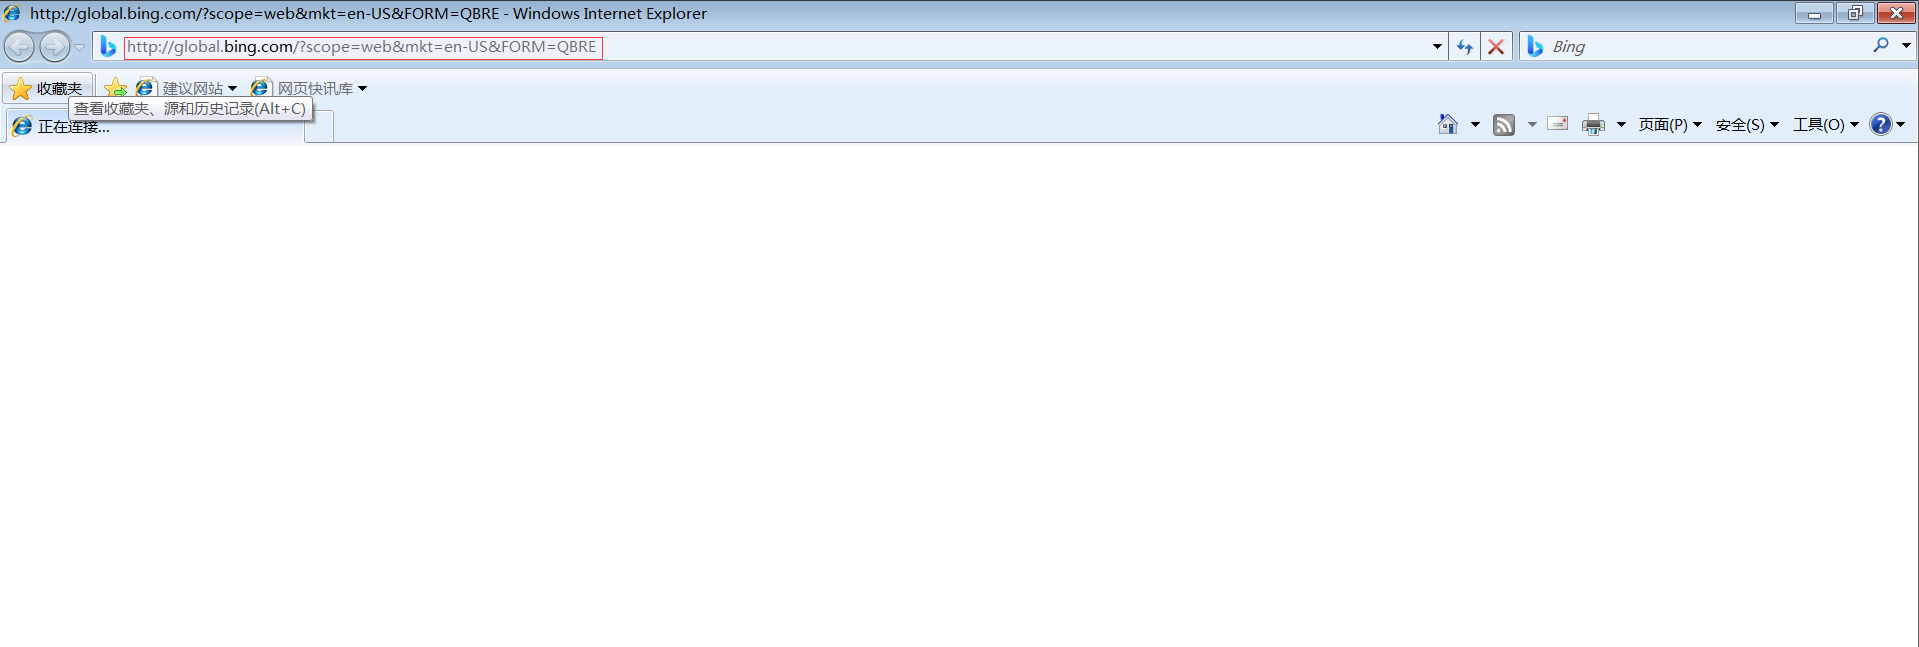 http://global.bing.com/?scope=web&mkt=en-US&FORM=QBRE - Windows Internet Explorer
http://global.bing.com/?scope=web&mkt=en-US&FORM=QBRE
Bing
收藏夹 建议网站 网页快讯库
查看收藏夹、源和历史记录(Alt+C)
正在连接... 页面(P) 安全(S) 工具(O)